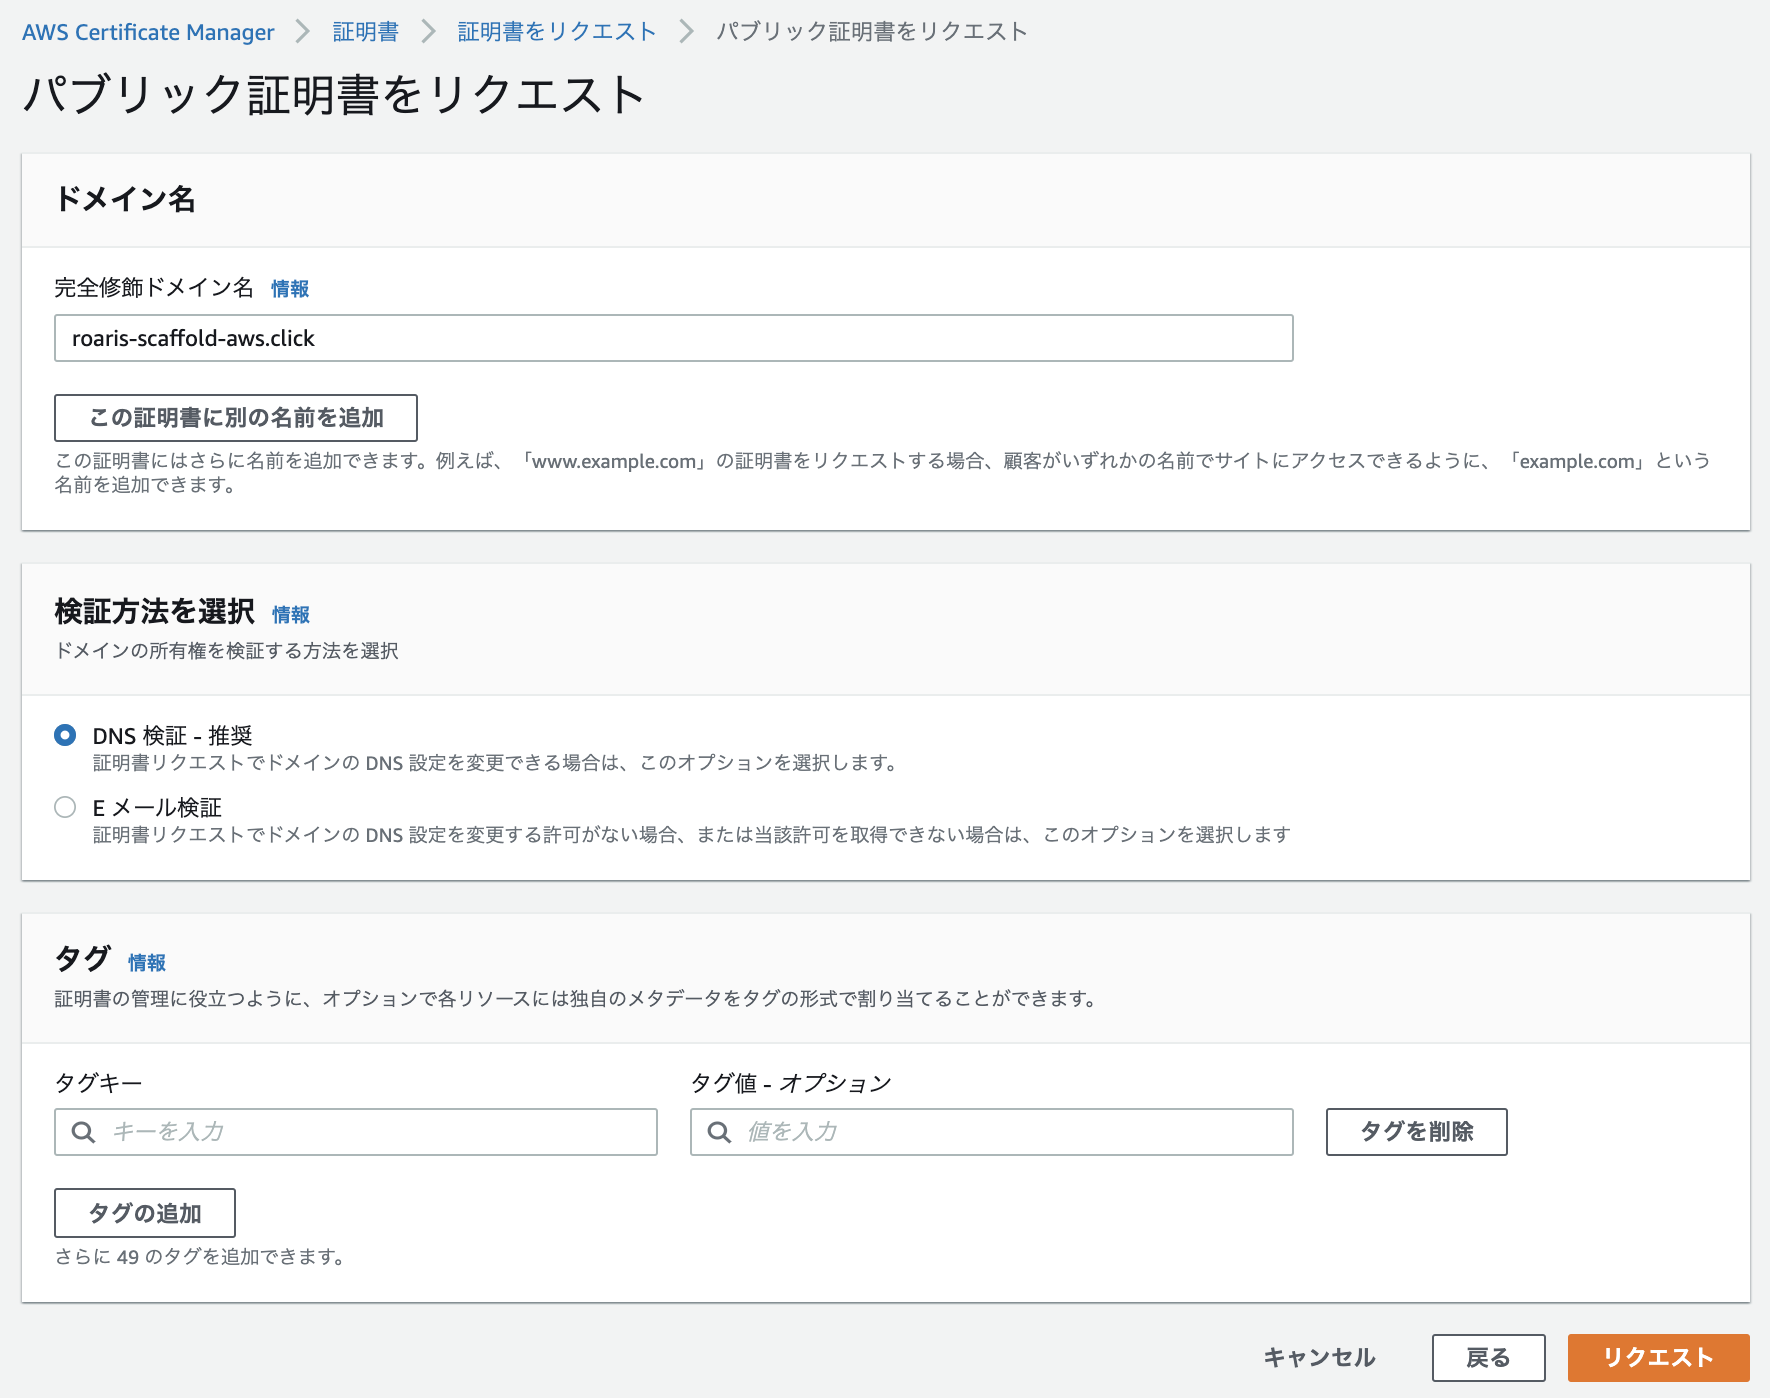 AWS Certificate Manager > 証明書 > 証明書をリクエスト > パブリック証明書をリクエスト
パブリック証明書をリクエスト
ドメイン名
完全修飾ドメイン名 情報
roaris-scaffold-aws.click
この証明書に別の名前を追加
この証明書にはさらに名前を追加できます。例えば、「www.example.com」の証明書をリクエストする場合、顧客がいずれかの名前でサイトにアクセスできるように、「example.com」という
名前を追加できます。
検証方法を選択 情報
ドメインの所有権を検証する方法を選択
DNS 検証 - 推奨
証明書リクエストでドメインの DNS 設定を変更できる場合は、このオプションを選択します。
E メール検証
証明書リクエストでドメインの DNS 設定を変更する許可がない場合、または当該許可を取得できない場合は、このオプションを選択します
タグ 情報
証明書の管理に役立つように、オプションで各リソースには独自のメタデータをタグの形式で割り当てることができます。
タグキー タグ値 - オプション
キーを入力 値を入力 タグを削除
タグの追加
さらに 49 のタグを追加できます。
キャンセル 戻る リクエスト